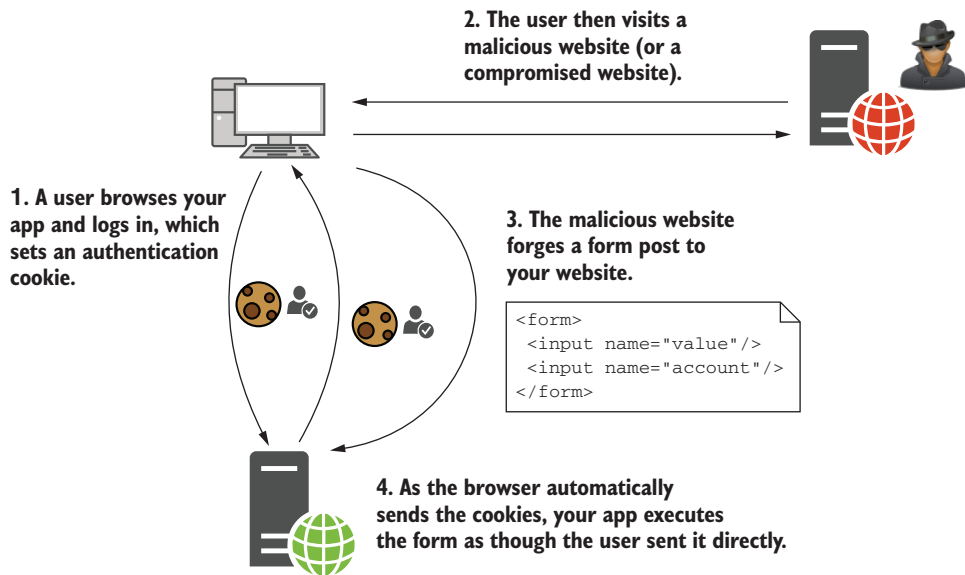 2. The user then visits a
malicious website (or a
compromised website).
1. A user browses your
app and logs in, which
sets an authentication
cookie.
3. The malicious website
forges a form post to
your website.
<form>
<input name="value"/>
<input name="account"/>
</form>
4. As the browser automatically
sends the cookies, your app executes
the form as though the user sent it directly.